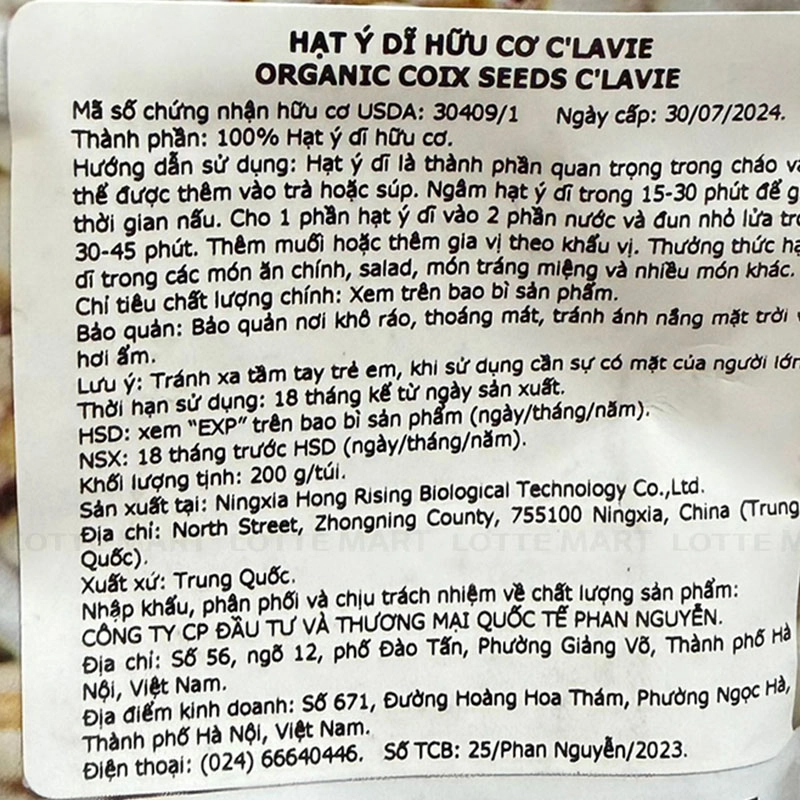 HẠT Ý DĨ HỮU CƠ C'LAVIE
ORGANIC COIX SEEDS C'LAVIE
Mã số chứng nhận hữu cơ USDA: 30409/1 Ngày cấp: 30/07/2024.
Thành phần: 100% Hạt ý dĩ hữu cơ.
Hướng dẫn sử dụng: Hạt ý dĩ là thành phần quan trọng trong cháo
thể được thêm vào trà hoặc súp. Ngâm hạt ý dĩ trong 15-30 phút để
thời gian nấu. Cho 1 phần hạt ý dĩ vào 2 phần nước và đun nhỏ lửa
30-45 phút. Thêm muối hoặc thêm gia vị theo khẩu vị. Thưởng thức
dĩ trong các món ăn chính, salad, món tráng miệng và nhiều món khác.
Chỉ tiêu chất lượng chính: Xem trên bao bì sản phẩm.
Bảo quản: Bảo quản nơi khô ráo, thoáng mát, tránh ánh nắng mặt trời
hơi ẩm.
Lưu ý: Tránh xa tầm tay trẻ em, khi sử dụng cần sự có mặt của người
Thời hạn sử dụng: 18 tháng kể từ ngày sản xuất.
HSD: xem "EXP" trên bao bì sản phẩm (ngày/tháng/năm).
NSX: 18 tháng trước HSD (ngày/tháng/năm).
Khối lượng tịnh: 200 g/túi.
Sản xuất tại: Ningxia Hong Rising Biological Technology Co.,Ltd.
Địa chỉ: North Street, Zhongning County, 755100 Ningxia, China (Trung
Quốc).
LOTTE MART LOTTE MART LOTTE MART
Xuất xứ: Trung Quốc.
Nhập khẩu, phân phối và chịu trách nhiệm về chất lượng sản phẩm:
CÔNG TY CP ĐẦU TƯ VÀ THƯƠNG MẠI QUỐC TẾ PHAN NGUYỄN.
Địa chỉ: Số 56, ngõ 12, phố Đào Tấn, Phường Giảng Võ, Thành phố Hà
Nội, Việt Nam.
Địa điểm kinh doanh: Số 671, Đường Hoàng Hoa Thám, Phường Ngọc Hà,
Thành phố Hà Nội, Việt Nam.
Điện thoại: (024) 66640446. Số TCB: 25/Phan Nguyễn/2023.